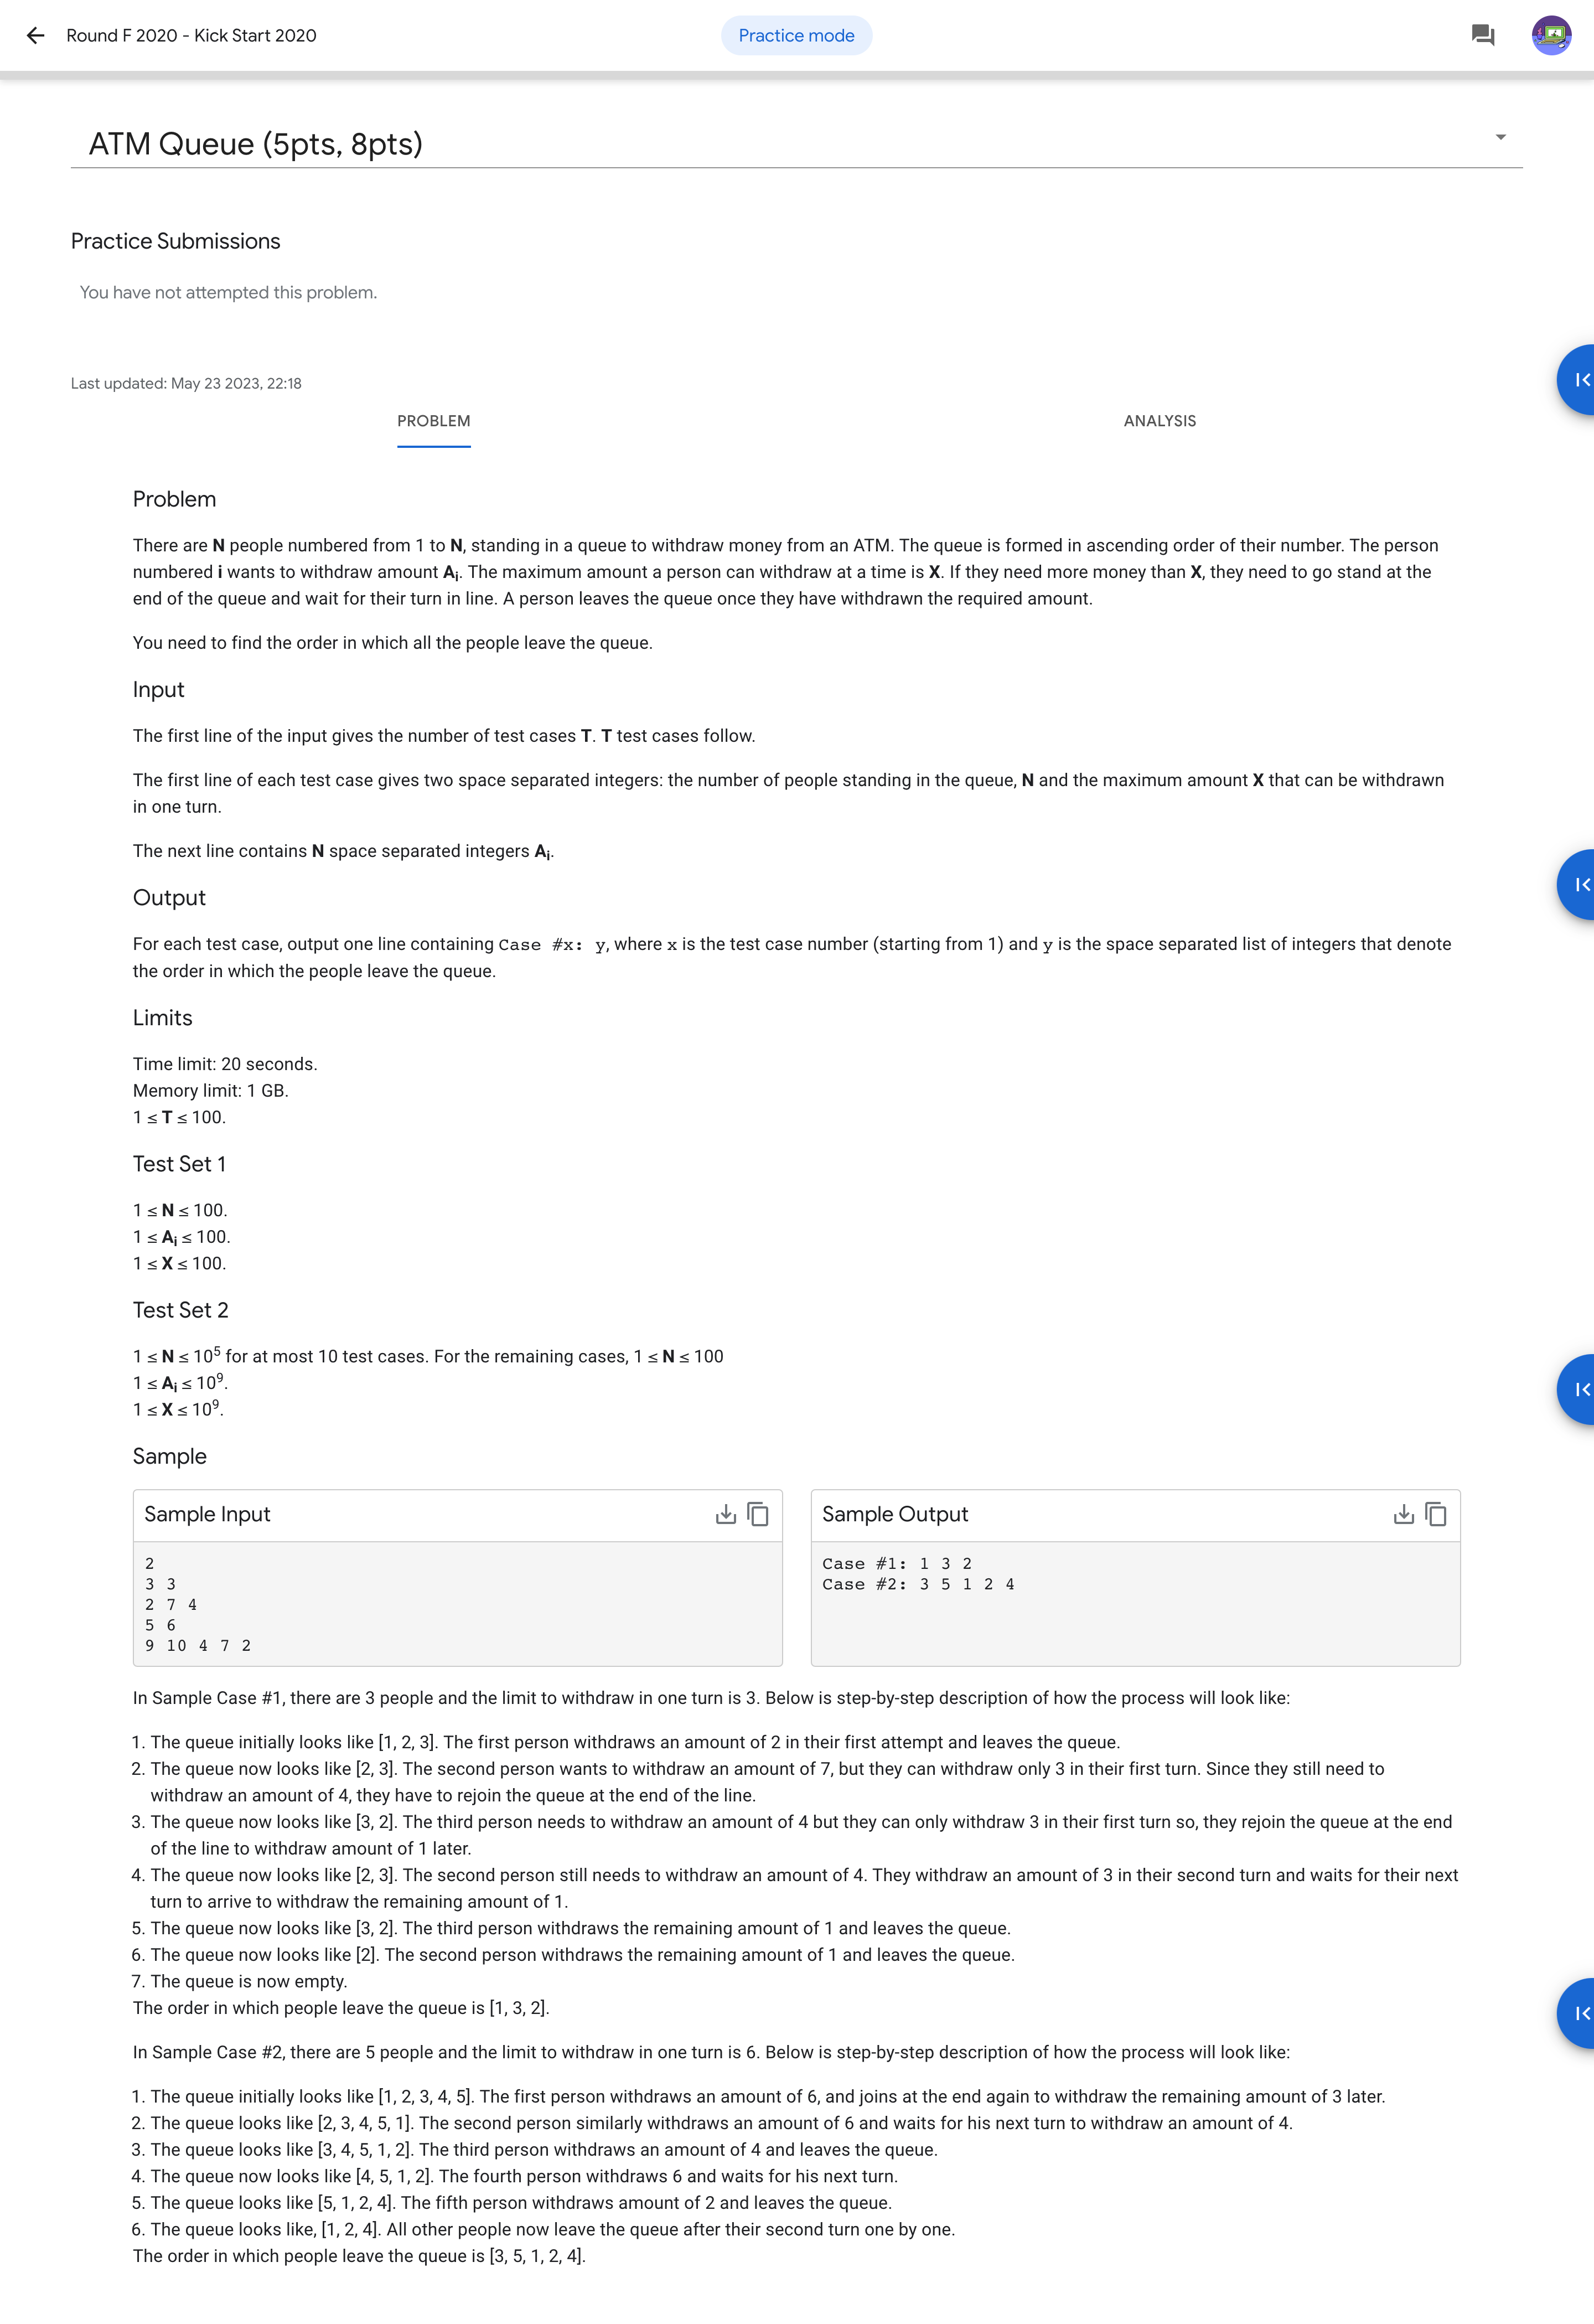 Round F 2020 - Kick Start 2020
Practice mode
ATM Queue (5pts, 8pts)
Practice Submissions
You have not attempted this problem.
Last updated: May 23 2023, 22:18
PROBLEM
ANALYSIS
Problem
There are N people numbered from 1 to N, standing in a queue to withdraw money from an ATM. The queue is formed in ascending order of their number. The person
numbered i wants to withdraw amount Ai. The maximum amount a person can withdraw at a time is X. If they need more money than X, they need to go stand at the
end of the queue and wait for their turn in line. A person leaves the queue once they have withdrawn the required amount.
You need to find the order in which all the people leave the queue.
Input
The first line of the input gives the number of test cases T. T test cases follow.
The first line of each test case gives two space separated integers: the number of people standing in the queue, N and the maximum amount X that can be withdrawn
in one turn.
The next line contains N space separated integers Ai.
Output
For each test case, output one line containing Case #x: y, where x is the test case number (starting from 1) and y is the space separated list of integers that denote
the order in which the people leave the queue.
Limits
Time limit: 20 seconds.
Memory limit: 1 GB.
1 ≤ T ≤ 100.
Test Set 1
1 ≤ N ≤ 100.
1 ≤ Ai ≤ 100.
1 ≤ X ≤ 100.
Test Set 2
1 ≤ N ≤ 10⁵ for at most 10 test cases. For the remaining cases, 1 ≤ N ≤ 100
1 ≤ Ai ≤ 10⁹.
1 ≤ X ≤ 10⁹.
Sample
Sample Input
2
3 3
2 7 4
5 6
9 10 4 7 2
Sample Output
Case #1: 1 3 2
Case #2: 3 5 1 2 4
In Sample Case #1, there are 3 people and the limit to withdraw in one turn is 3. Below is step-by-step description of how the process will look like:
1. The queue initially looks like [1, 2, 3]. The first person withdraws an amount of 2 in their first attempt and leaves the queue.
2. The queue now looks like [2, 3]. The second person wants to withdraw an amount of 7, but they can withdraw only 3 in their first turn. Since they still need to
withdraw an amount of 4, they have to rejoin the queue at the end of the line.
3. The queue now looks like [3, 2]. The third person needs to withdraw an amount of 4 but they can only withdraw 3 in their first turn so, they rejoin the queue at the end
of the line to withdraw amount of 1 later.
4. The queue now looks like [2, 3]. The second person still needs to withdraw an amount of 4. They withdraw an amount of 3 in their second turn and waits for their next
turn to arrive to withdraw the remaining amount of 1.
5. The queue now looks like [3, 2]. The third person withdraws the remaining amount of 1 and leaves the queue.
6. The queue now looks like [2]. The second person withdraws the remaining amount of 1 and leaves the queue.
7. The queue is now empty.
The order in which people leave the queue is [1, 3, 2].
In Sample Case #2, there are 5 people and the limit to withdraw in one turn is 6. Below is step-by-step description of how the process will look like:
1. The queue initially looks like [1, 2, 3, 4, 5]. The first person withdraws an amount of 6, and joins at the end again to withdraw the remaining amount of 3 later.
2. The queue looks like [2, 3, 4, 5, 1]. The second person similarly withdraws an amount of 6 and waits for his next turn to withdraw an amount of 4.
3. The queue looks like [3, 4, 5, 1, 2]. The third person withdraws an amount of 4 and leaves the queue.
4. The queue now looks like [4, 5, 1, 2]. The fourth person withdraws 6 and waits for his next turn.
5. The queue looks like [5, 1, 2, 4]. The fifth person withdraws amount of 2 and leaves the queue.
6. The queue looks like, [1, 2, 4]. All other people now leave the queue after their second turn one by one.
The order in which people leave the queue is [3, 5, 1, 2, 4].